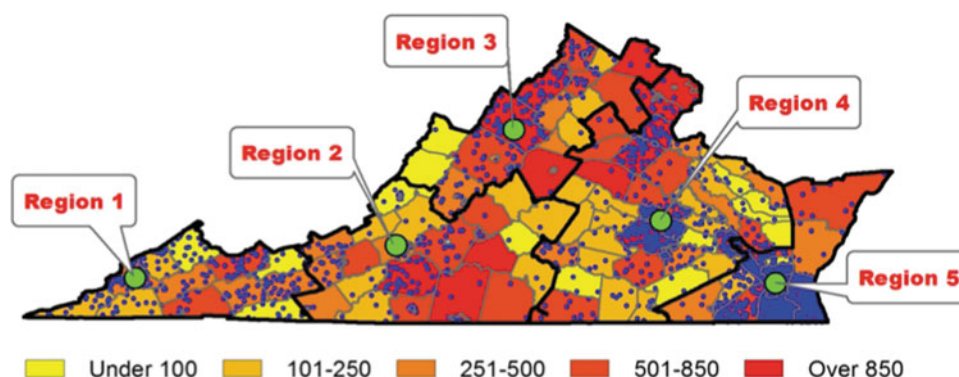 Region 3
Region 4
Region 2
Region 1
Region 5
Under 100
101-250
251-500
501-850
Over 850